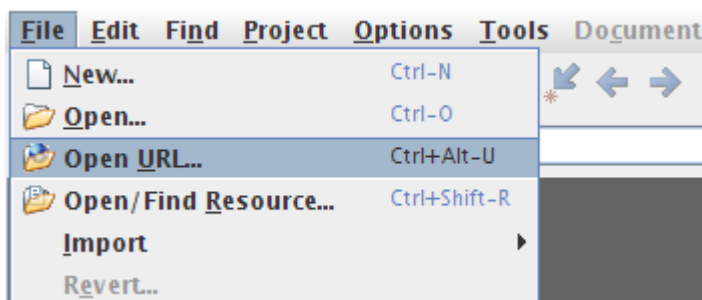 File Edit Find Project Options Tools Document
New... Ctrl-N
Open... Ctrl-O
Open URL... Ctrl+Alt-U
Open/Find Resource... Ctrl+Shift-R
Import
Revert...